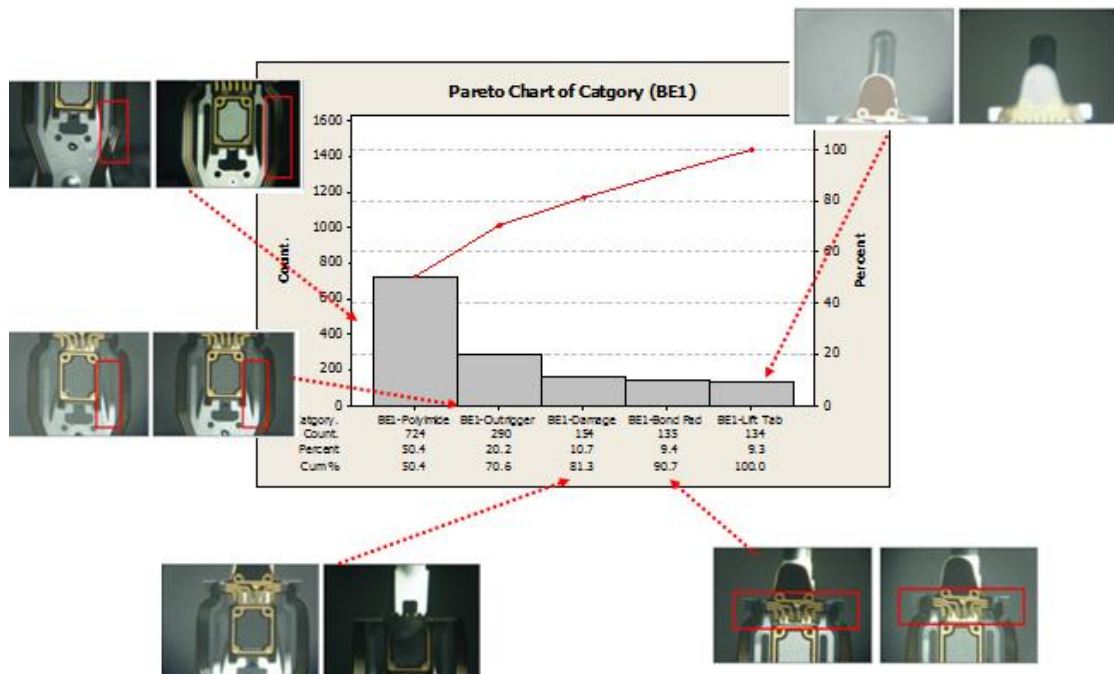 Pareto Chart of Catgory (BE1)
1600
1400
1200
1000
800
600
400
200
0
Count.
100
80
60
40
20
0
Percent
atgory. BE1-Polyimide BE1-Outrigger BE1-Damage BE1-Bond Pad BE1-Lift Tab
Count. 724 290 154 135 134
Percent 50.4 20.2 10.7 9.4 9.3
Cum % 50.4 70.6 81.3 90.7 100.0